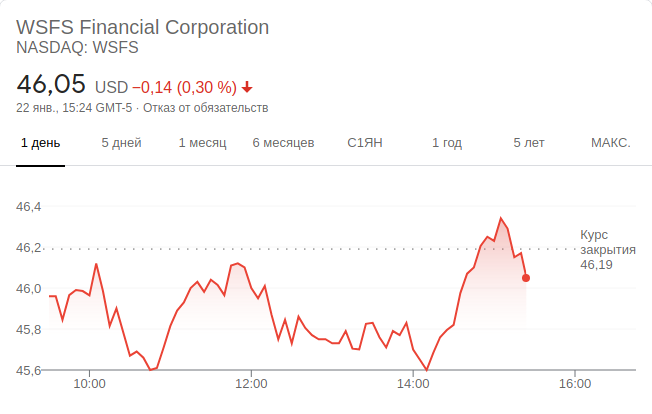 WSFS Financial Corporation
NASDAQ: WSFS
46,05 USD −0,14 (0,30 %)
22 янв., 15:24 GMT-5 · Отказ от обязательств
1 день 5 дней 1 месяц 6 месяцев С1ЯН 1 год 5 лет МАКС.
46,4
Курс
46,2 закрытия
46,19
46,0
45,8
45,6
10:00 12:00 14:00 16:00